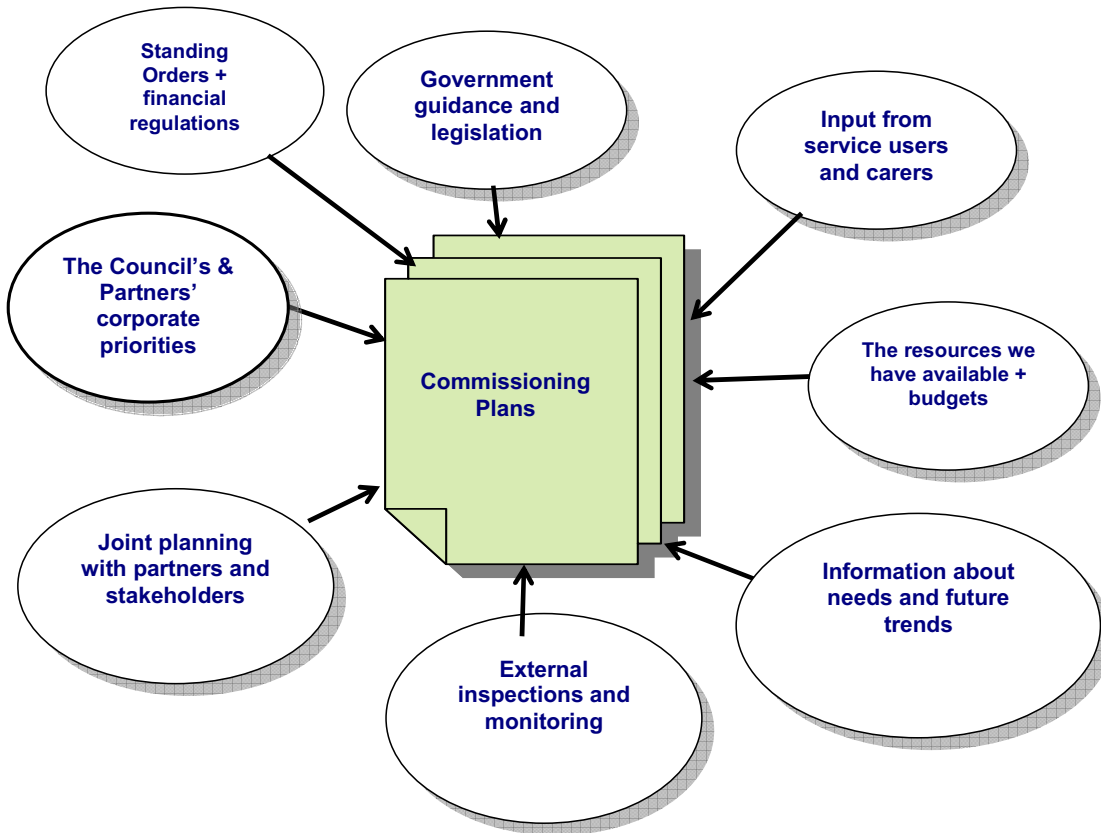 Standing
Orders +
financial
regulations
Government
guidance and
legislation
Input from
service users
and carers
The Council’s &
Partners’
corporate
priorities
Commissioning
Plans
The resources we
have available +
budgets
Joint planning
with partners and
stakeholders
External
inspections and
monitoring
Information about
needs and future
trends